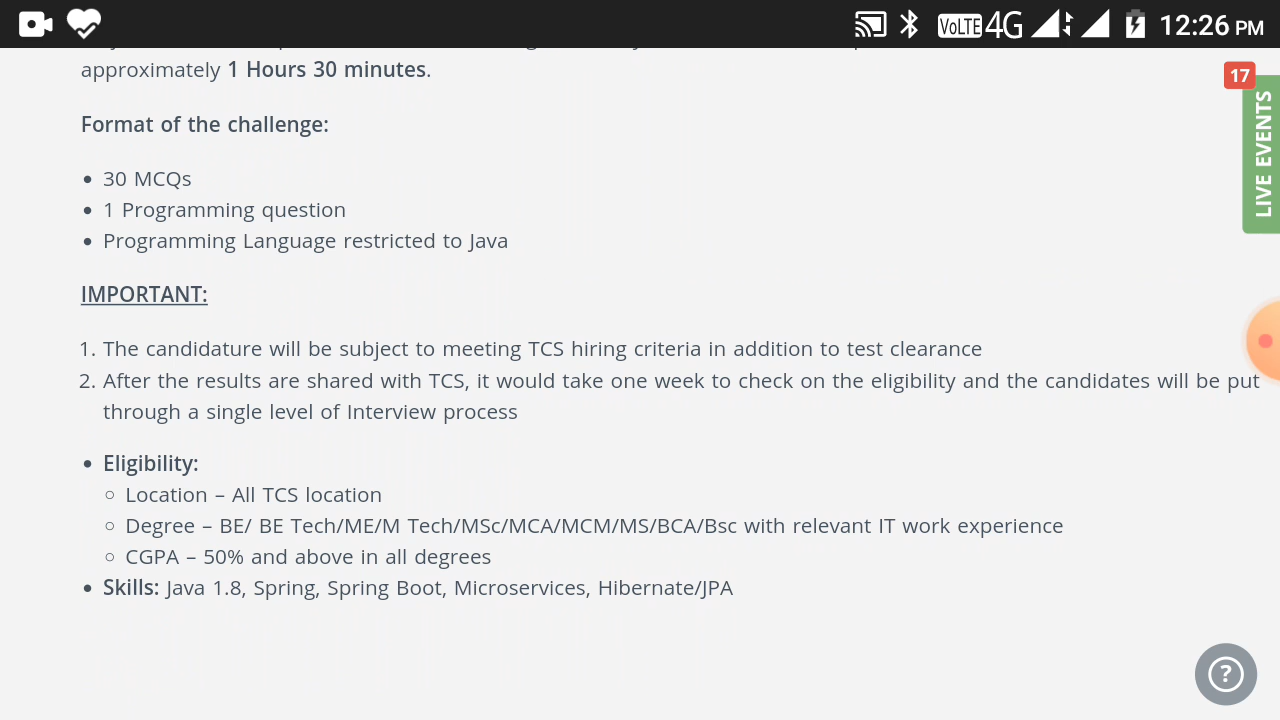 VoLTE 4G 12:26 PM
approximately 1 Hours 30 minutes.
17
LIVE EVENTS
Format of the challenge:
• 30 MCQs
• 1 Programming question
• Programming Language restricted to Java
IMPORTANT:
1. The candidature will be subject to meeting TCS hiring criteria in addition to test clearance
2. After the results are shared with TCS, it would take one week to check on the eligibility and the candidates will be put
through a single level of Interview process
• Eligibility:
○ Location – All TCS location
○ Degree – BE/ BE Tech/ME/M Tech/MSc/MCA/MCM/MS/BCA/Bsc with relevant IT work experience
○ CGPA – 50% and above in all degrees
• Skills: Java 1.8, Spring, Spring Boot, Microservices, Hibernate/JPA
?